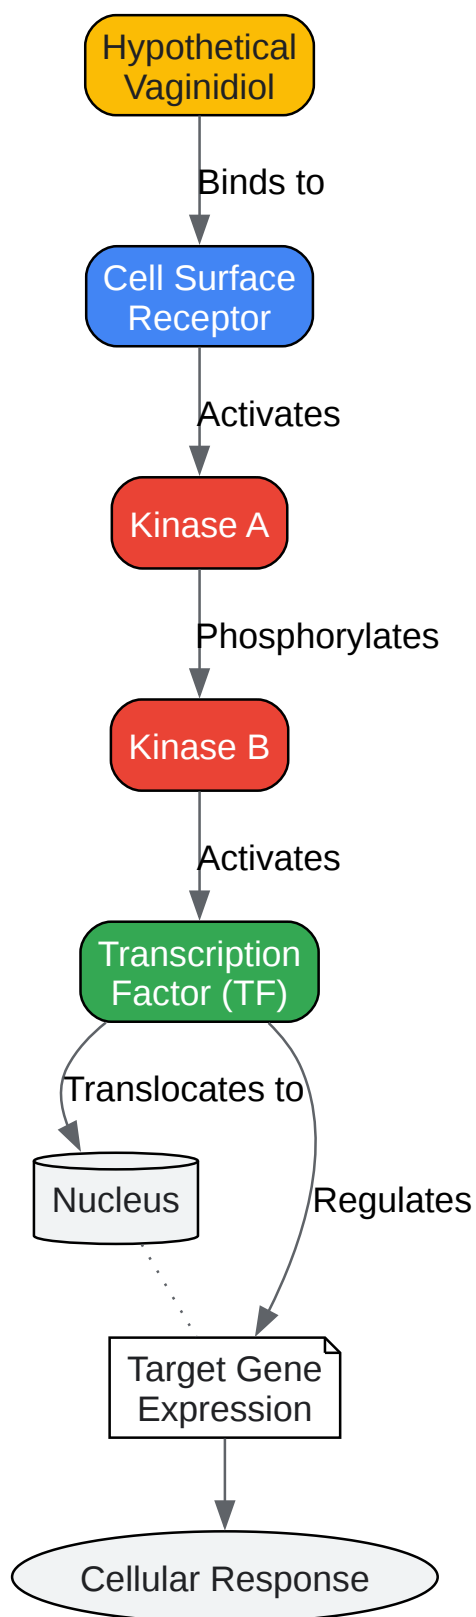 Hypothetical
Vaginidiol
Binds to
Cell Surface
Receptor
Activates
Kinase A
Phosphorylates
Kinase B
Activates
Transcription
Factor (TF)
Translocates to
Nucleus
Regulates
Target Gene
Expression
Cellular Response